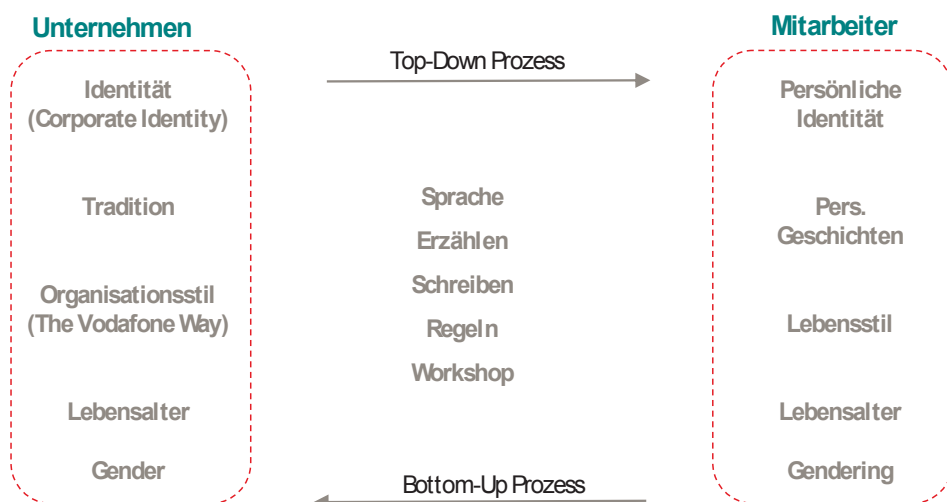 Unternehmen
Mitarbeiter
Top-Down Prozess
Identität
(Corporate Identity)
Persönliche
Identität
Sprache
Tradition
Pers.
Geschichten
Erzählen
Schreiben
Organisationsstil
(The Vodafone Way)
Regeln
Lebensstil
Workshop
Lebensalter
Lebensalter
Gender
Gendering
Bottom-Up Prozess